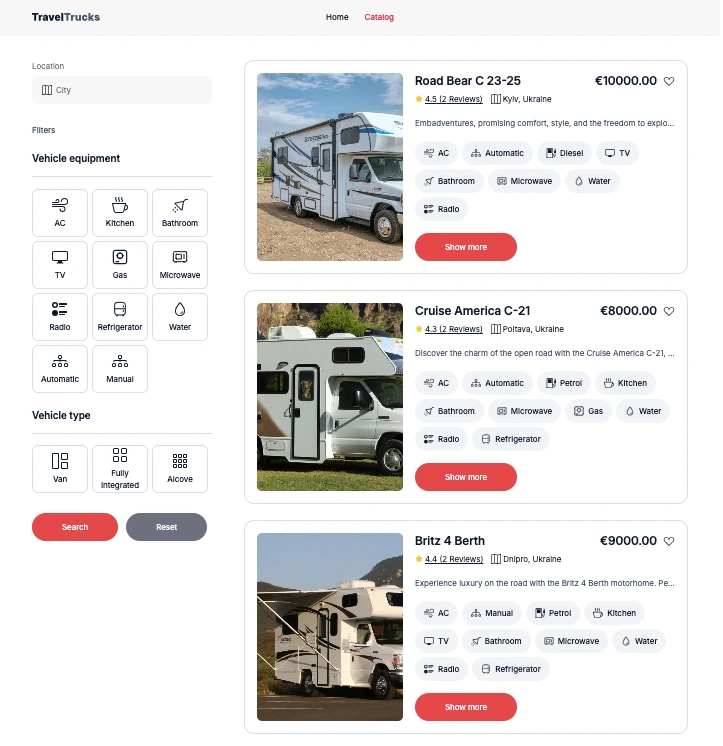 TravelTrucks
Home Catalog
Location
City
Filters
Vehicle equipment
AC Kitchen Bathroom
TV Gas Microwave
Radio Refrigerator Water
Automatic Manual
Vehicle type
Van Fully Integrated Alcove
Search Reset
Road Bear C 23-25 €10000.00
4.5 (2 Reviews) Kyiv, Ukraine
Embadventures, promising comfort, style, and the freedom to explo...
AC Automatic Diesel TV
Bathroom Microwave Water
Radio
Show more
Cruise America C-21 €8000.00
4.3 (2 Reviews) Poltava, Ukraine
Discover the charm of the open road with the Cruise America C-21, ...
AC Automatic Petrol Kitchen
Bathroom Microwave Gas Water
Radio Refrigerator
Show more
Britz 4 Berth €9000.00
4.4 (2 Reviews) Dnipro, Ukraine
Experience luxury on the road with the Britz 4 Berth motorhome. Pe...
AC Manual Petrol Kitchen
TV Bathroom Microwave Water
Radio Refrigerator
Show more